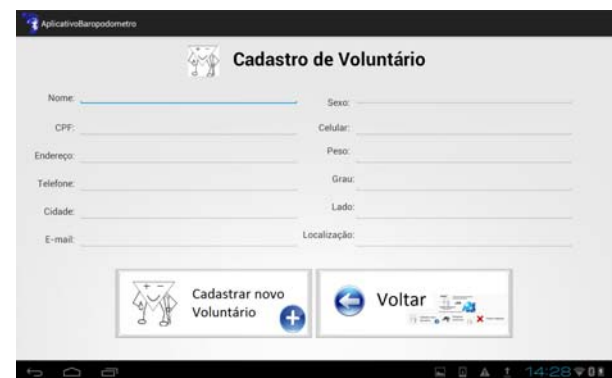 AplicativoBaropodometro
Cadastro de Voluntário
Nome:
Sexo:
CPF:
Celular:
Endereço:
Peso:
Telefone:
Grau:
Cidade:
Lado:
E-mail:
Localização:
Cadastrar novo
Voluntário
Voltar
14:28